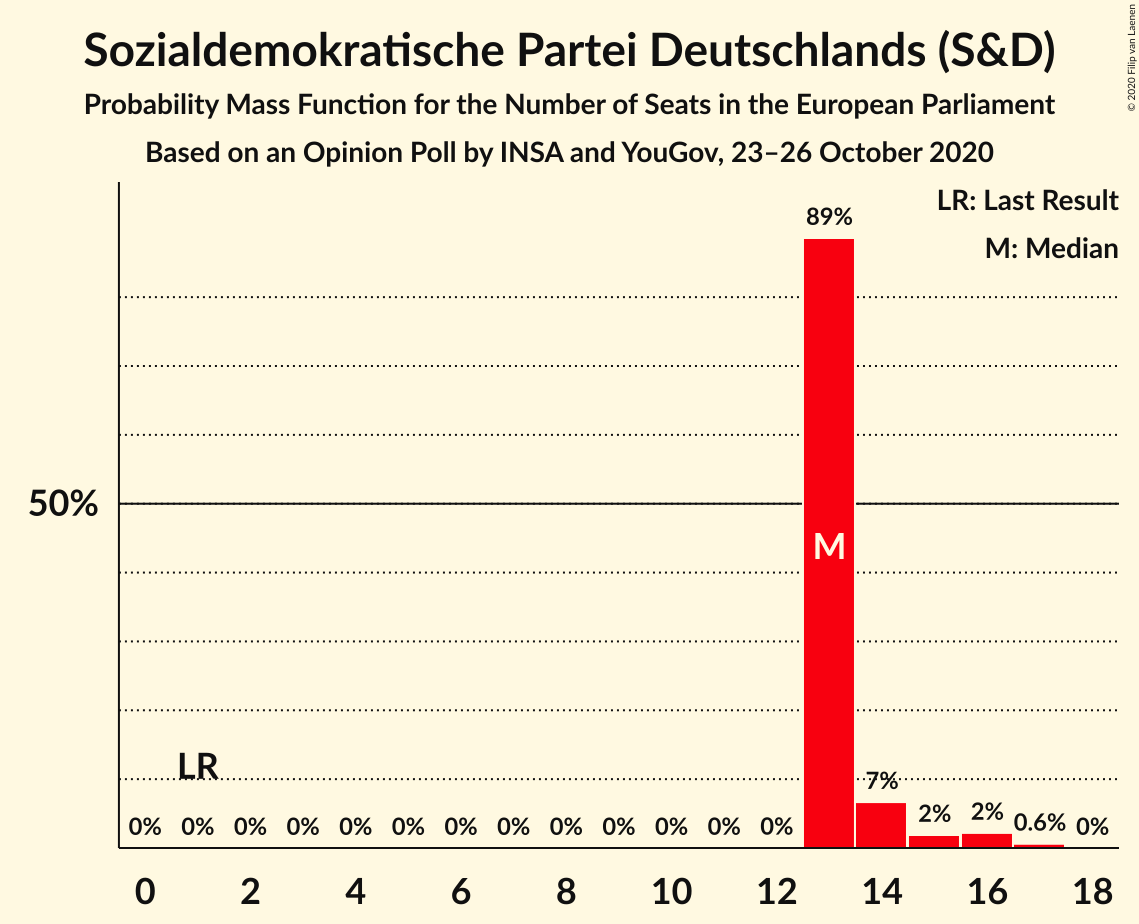 Sozialdemokratische Partei Deutschlands (S&D)
Probability Mass Function for the Number of Seats in the European Parliament
Based on an Opinion Poll by INSA and YouGov, 23–26 October 2020
© 2020 Filip van Laenen
LR: Last Result
M: Median
89%
50%
M
LR
7%
0% 0% 0% 0% 0% 0% 0% 0% 0% 0% 0% 0% 0% 2% 2% 0.6% 0%
0 2 4 6 8 10 12 14 16 18